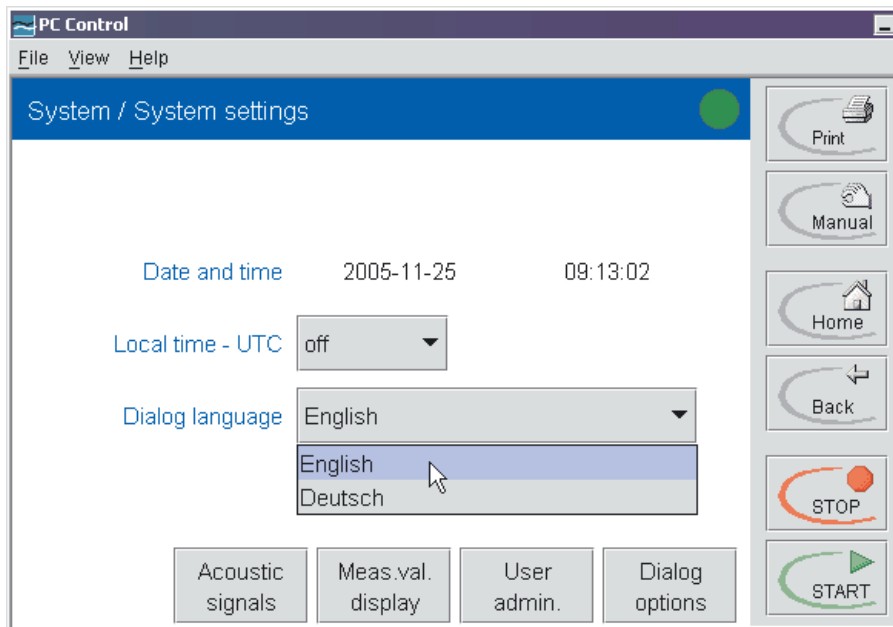 PC Control
File View Help
System / System settings
Date and time 2005-11-25 09:13:02
Local time - UTC off
Dialog language English
English
Deutsch
Acoustic signals
Meas.val. display
User admin.
Dialog options
Print
Manual
Home
Back
STOP
START